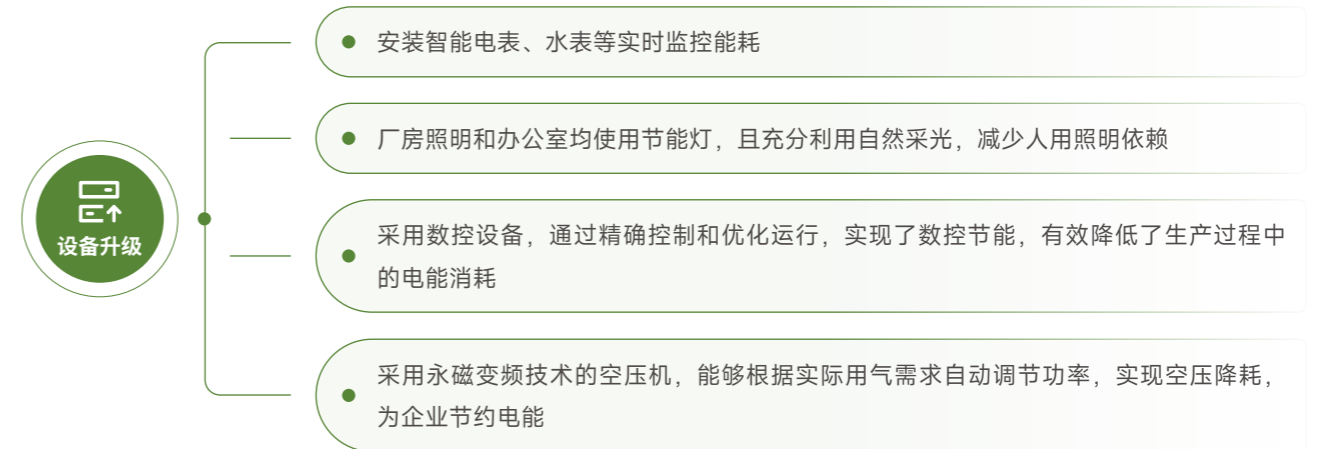 安装智能电表、水表等实时监控能耗
厂房照明和办公室均使用节能灯，且充分利用自然采光，减少人用照明依赖
设备升级
采用数控设备，通过精确控制和优化运行，实现了数控节能，有效降低了生产过程中
的电能消耗
采用永磁变频技术的空压机，能够根据实际用气需求自动调节功率，实现空压降耗，
为企业节约电能